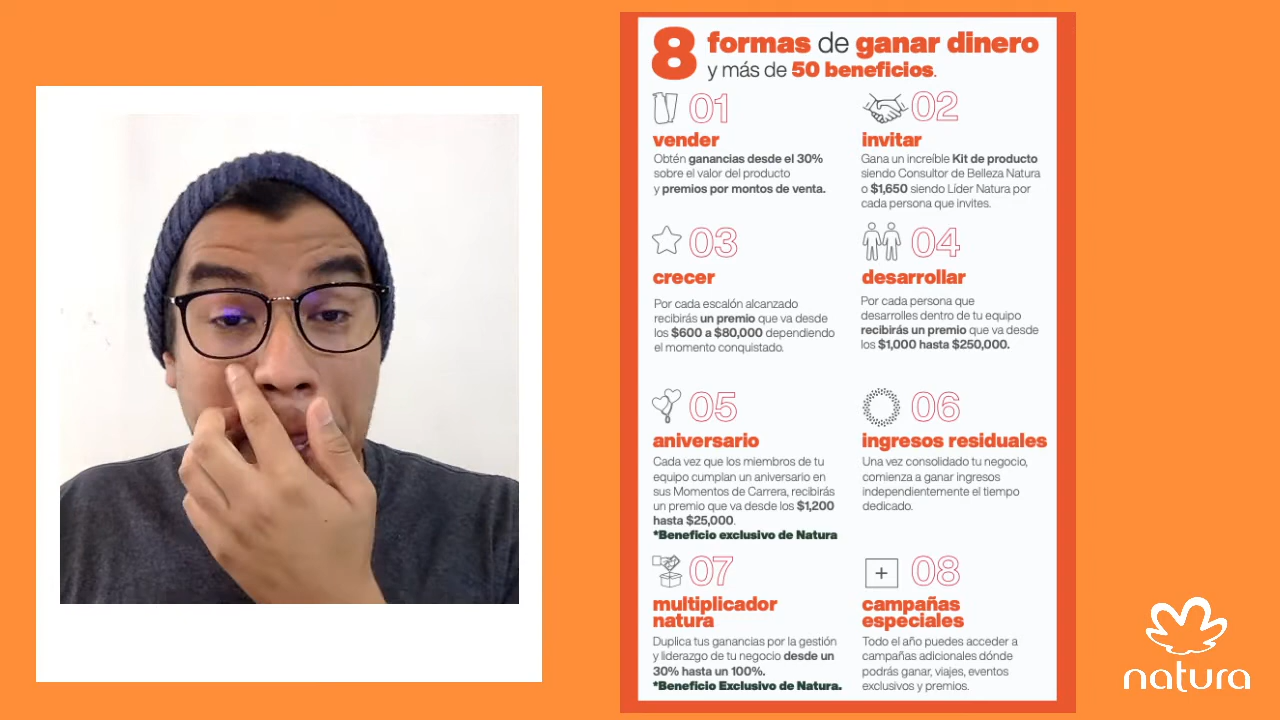 8 formas de ganar dinero
y más de 50 beneficios.
01
vender
Obtén ganancias desde el 30%
sobre el valor del producto
y premios por montos de venta.
02
invitar
Gana un increíble Kit de producto
siendo Consultor de Belleza Natura
o $1,650 siendo Líder Natura por
cada persona que invites.
03
crecer
Por cada escalón alcanzado
recibirás un premio que va desde
los $600 a $80,000 dependiendo
el momento conquistado.
04
desarrollar
Por cada persona que
desarrolles dentro de tu equipo
recibirás un premio que va desde
los $1,000 hasta $250,000.
05
aniversario
Cada vez que los miembros de tu
equipo cumplan un aniversario en
sus Momentos de Carrera, recibirás
un premio que va desde los $1,200
hasta $25,000.
*Beneficio exclusivo de Natura
06
ingresos residuales
Una vez consolidado tu negocio,
comienza a ganar ingresos
independientemente el tiempo
dedicado.
07
multiplicador
natura
Duplica tus ganancias por la gestión
y liderazgo de tu negocio desde un
30% hasta un 100%.
*Beneficio Exclusivo de Natura.
08
campañas
especiales
Todo el año puedes acceder a
campañas adicionales dónde
podrás ganar, viajes, eventos
exclusivos y premios.
natura